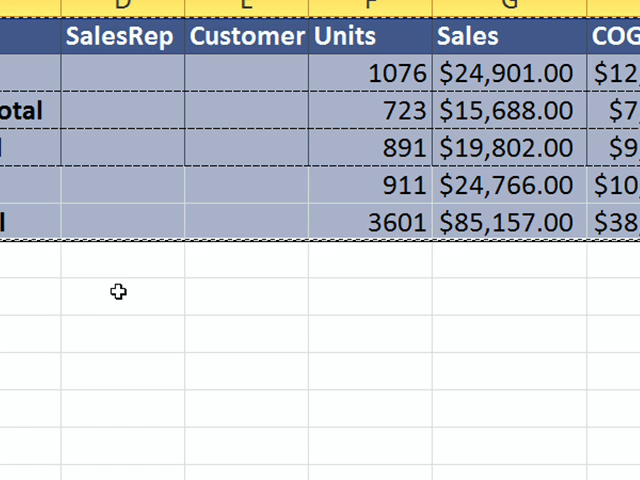 D E F G
SalesRep Customer Units Sales COG
1076 $24,901.00 $12,
otal 723 $15,688.00 $7,
l 891 $19,802.00 $9,
911 $24,766.00 $10,
l 3601 $85,157.00 $38,